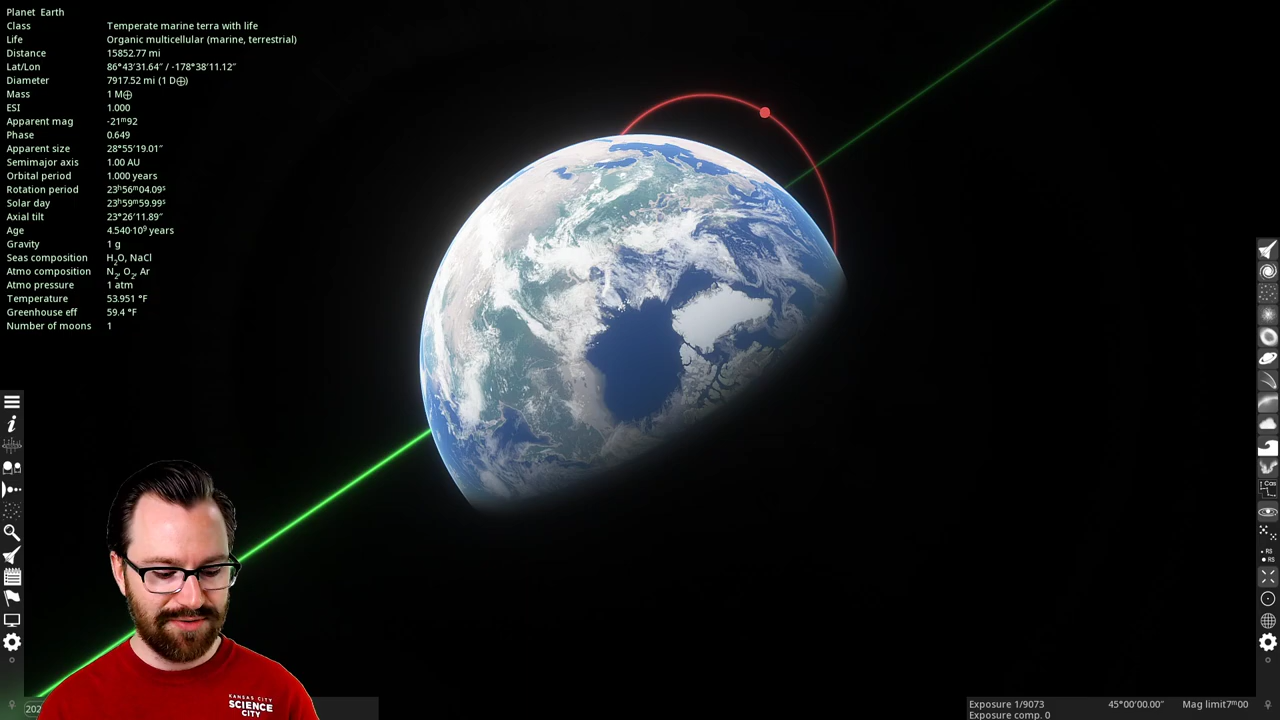 Planet Earth
Class Temperate marine terra with life
Life Organic multicellular (marine, terrestrial)
Distance 15852.77 mi
Lat/Lon 86°43′31.64″ / -178°38′11.12″
Diameter 7917.52 mi (1 D⊕)
Mass 1 M⊕
ESI 1.000
Apparent mag -21ᵐ92
Phase 0.649
Apparent size 28°55′19.01″
Semimajor axis 1.00 AU
Orbital period 1.000 years
Rotation period 23ʰ56ᵐ04.09ˢ
Solar day 23ʰ59ᵐ59.99ˢ
Axial tilt 23°26′11.89″
Age 4.540·10⁹ years
Gravity 1 g
Seas composition H₂O, NaCl
Atmo composition N₂, O₂, Ar
Atmo pressure 1 atm
Temperature 53.951 °F
Greenhouse eff 59.4 °F
Number of moons 1
Cas
RS
RS
KANSAS CITY
SCIENCE
CITY
202
Exposure 1/9073 45°00′00.00″ Mag limit7ᵐ00
Exposure comp. 0